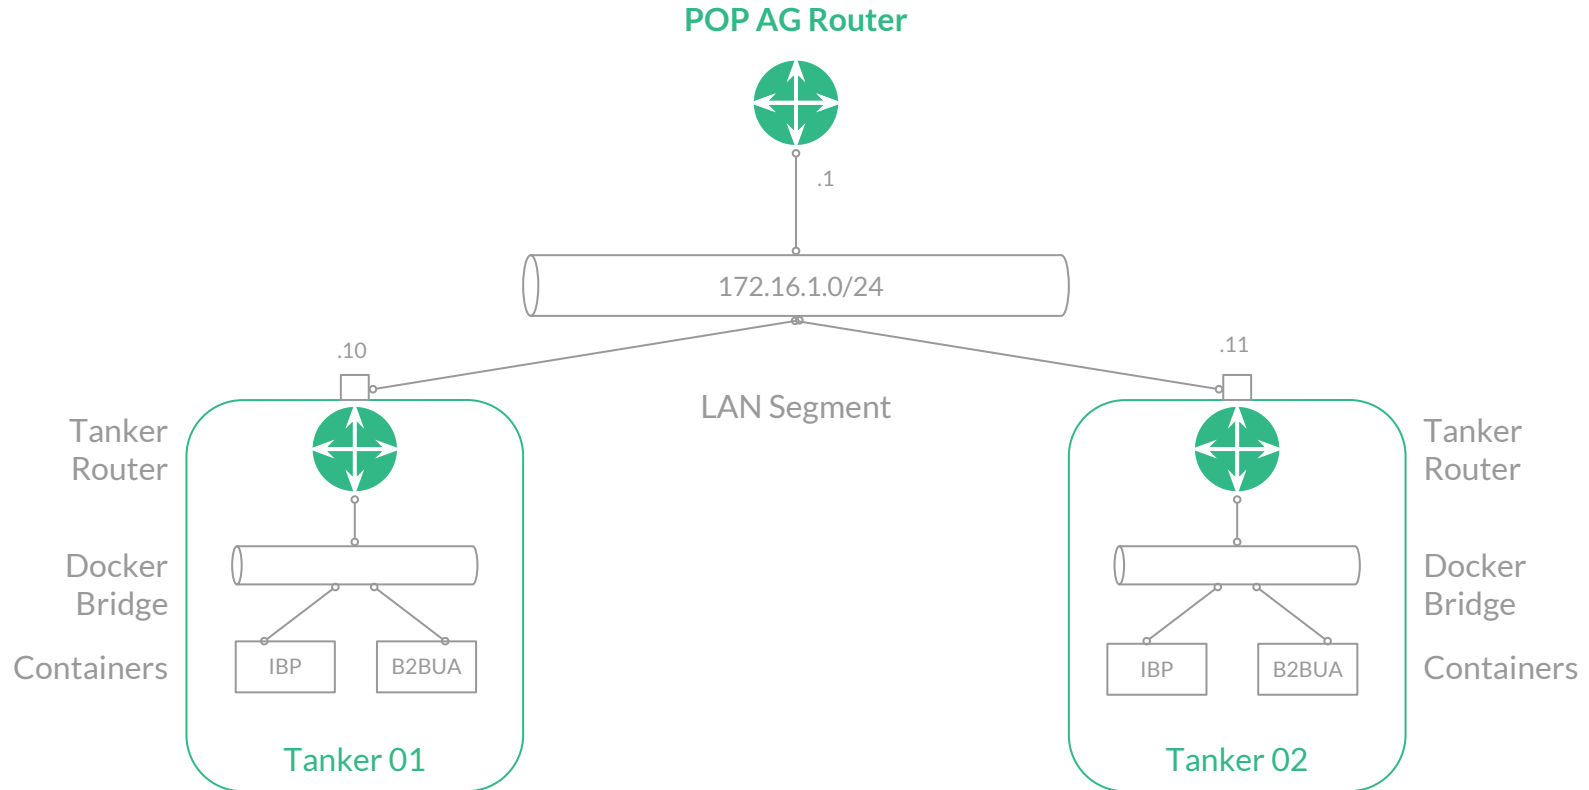 POP AG Router
.1
172.16.1.0/24
.10
.11
LAN Segment
Tanker
Router
Tanker
Router
Docker
Bridge
Docker
Bridge
Containers
IBP
B2BUA
IBP
B2BUA
Containers
Tanker 01
Tanker 02